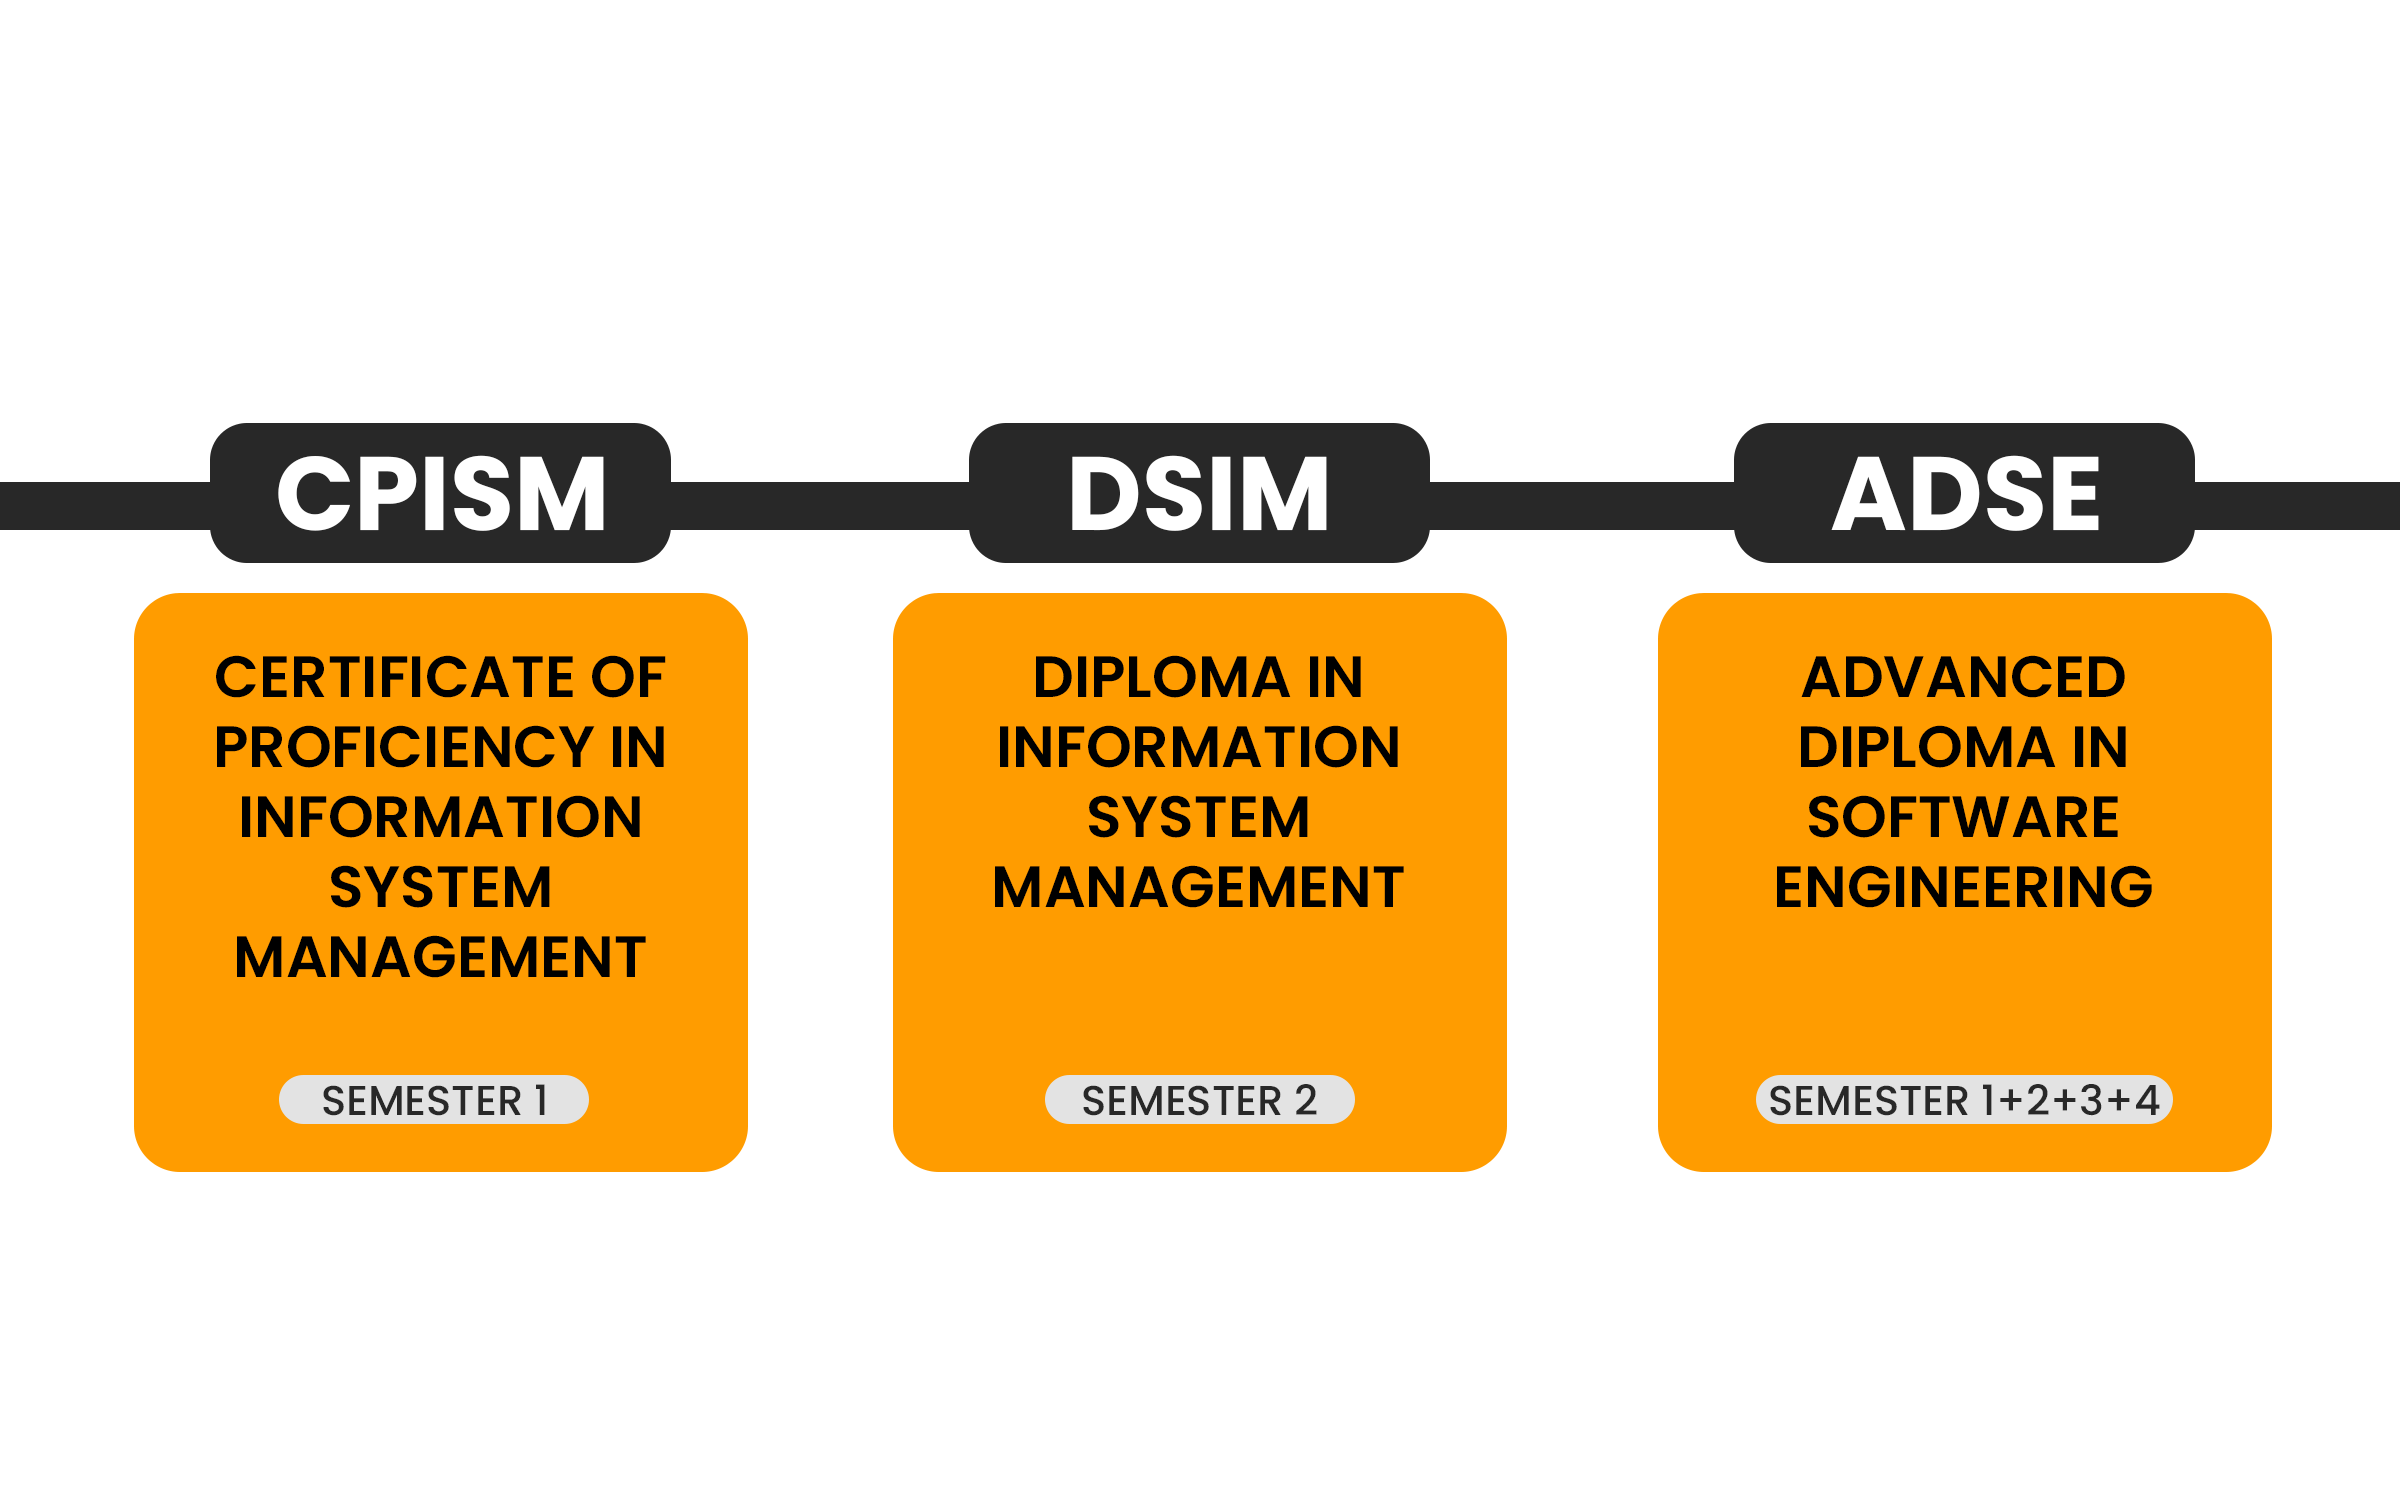 CPISM
CERTIFICATE OF
PROFICIENCY IN
INFORMATION
SYSTEM
MANAGEMENT
SEMESTER 1
DSIM
DIPLOMA IN
INFORMATION
SYSTEM
MANAGEMENT
SEMESTER 2
ADSE
ADVANCED
DIPLOMA IN
SOFTWARE
ENGINEERING
SEMESTER 1+2+3+4